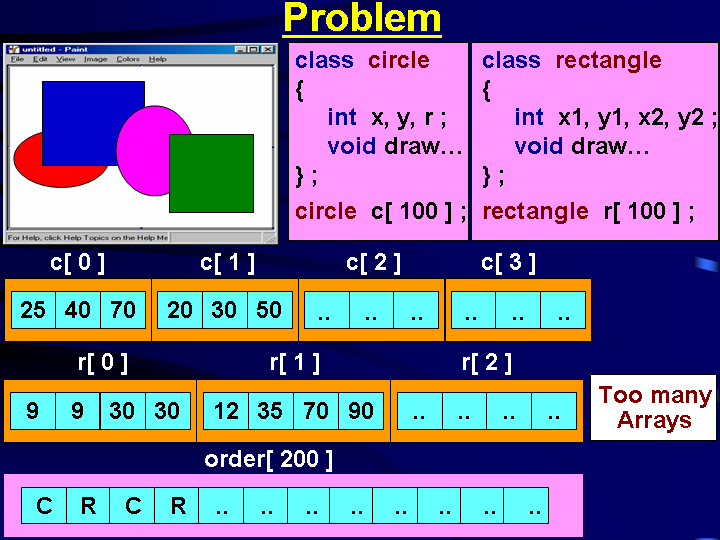 Problem
untitled - Paint
File Edit View Image Colors Help
For Help, click Help Topics on the Help Me
class circle
{
int x, y, r ;
void draw…
} ;
circle c[ 100 ] ;
class rectangle
{
int x1, y1, x2, y2 ;
void draw…
} ;
rectangle r[ 100 ] ;
c[ 0 ] c[ 1 ] c[ 2 ] c[ 3 ]
25 40 70 20 30 50 .. .. .. .. .. ..
r[ 0 ] r[ 1 ] r[ 2 ]
9 9 30 30 12 35 70 90 .. .. .. ..
Too many
Arrays
order[ 200 ]
C R C R .. .. .. .. .. .. .. ..